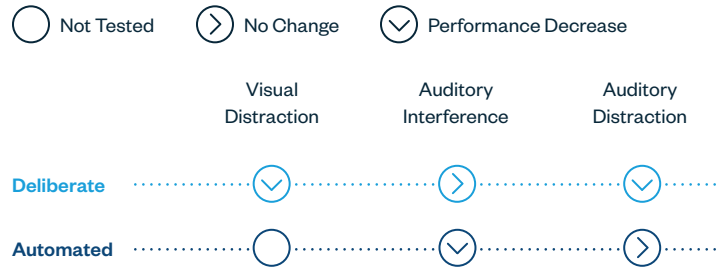 Not Tested No Change Performance Decrease
Visual Distraction
Auditory Interference
Auditory Distraction
Deliberate
Automated